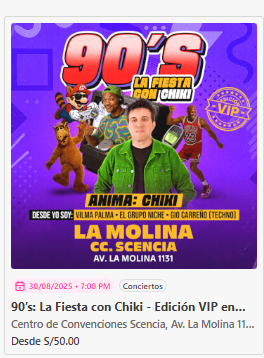 90´S
LA FIESTA
CON CHIKI
EDICIÓN
VIP
ANIMA: CHIKI
DESDE YO SOY: VILMA PALMA • EL GRUPO NICHE • GIO CARREÑO (TECHNO)
LA MOLINA
CC. SCENCIA
AV. LA MOLINA 1131
30/08/2025 • 7:00 PM Conciertos
90´s: La Fiesta con Chiki - Edición VIP en...
Centro de Convenciones Scencia, Av. La Molina 11...
Desde S/50.00